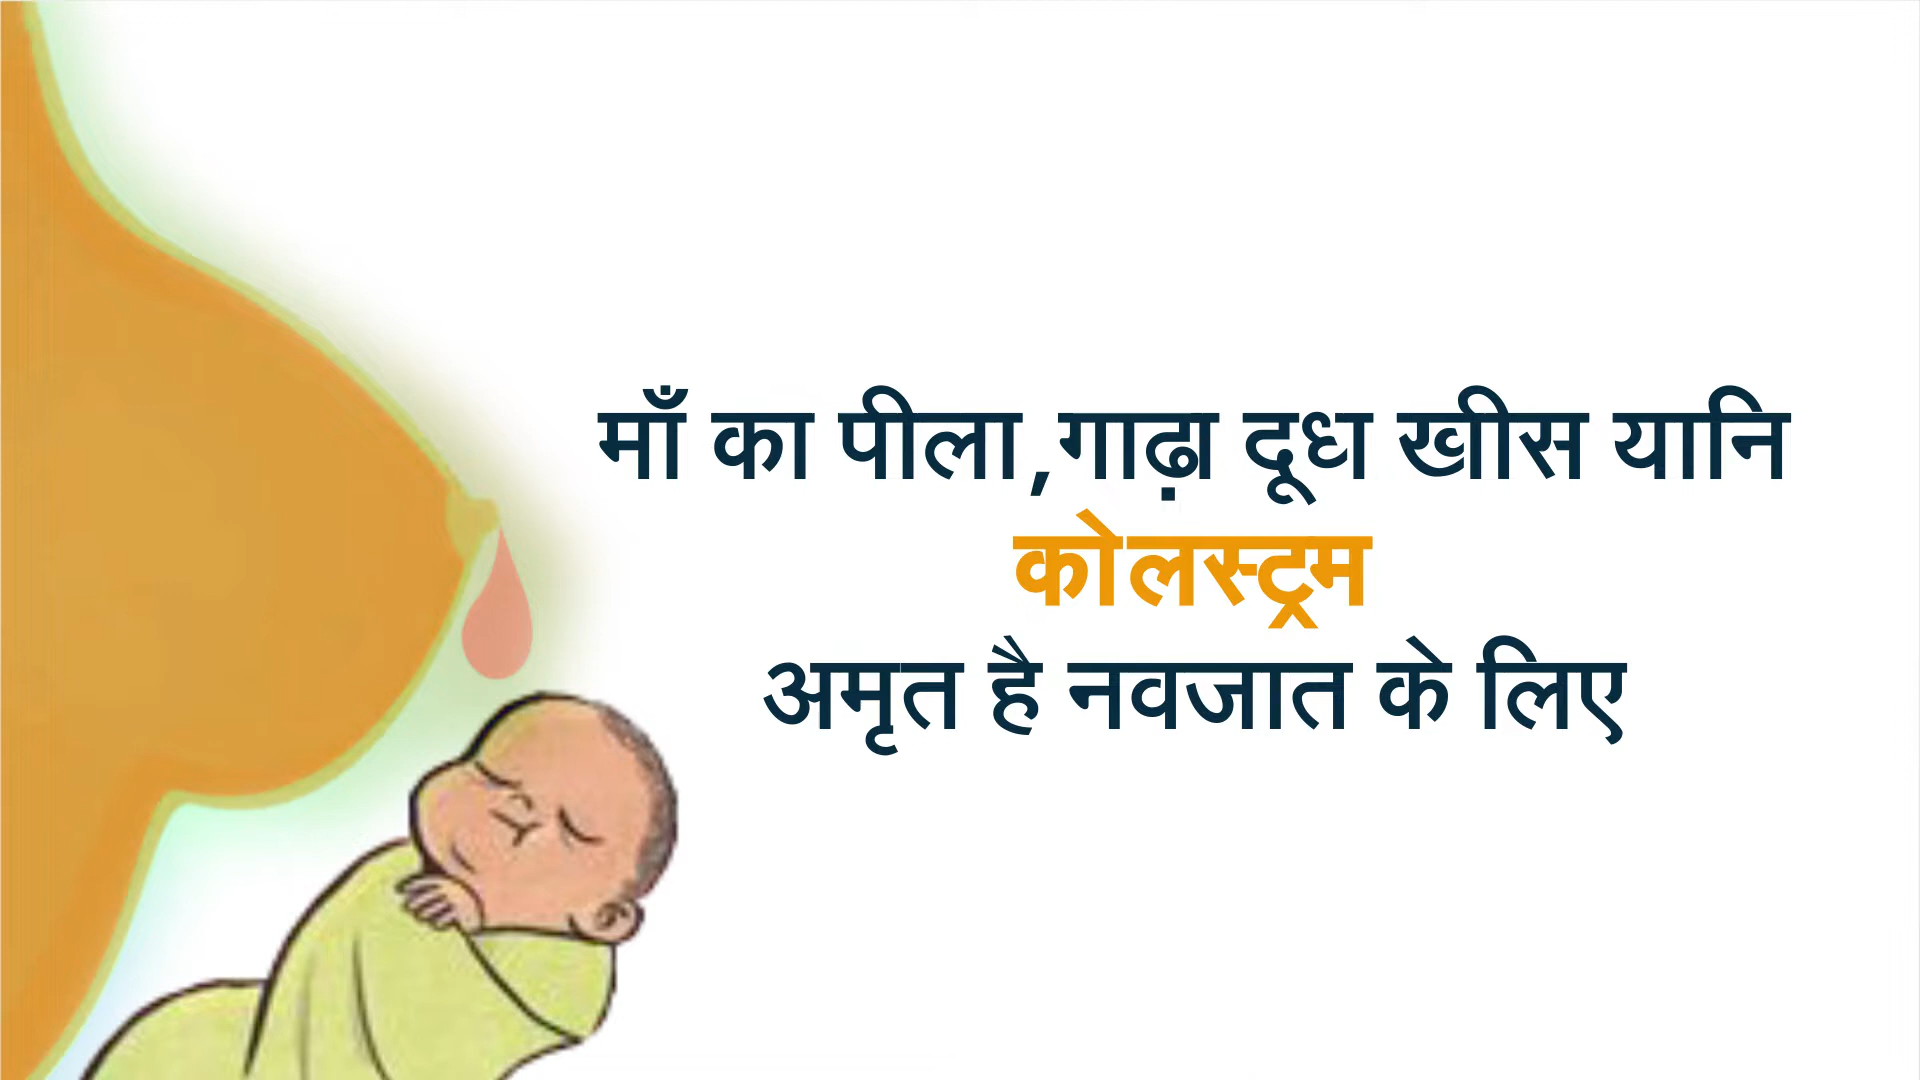 माँ का पीला,गाढ़ा दूध खीस यानि
कोलस्ट्रम
अमृत है नवजात के लिए